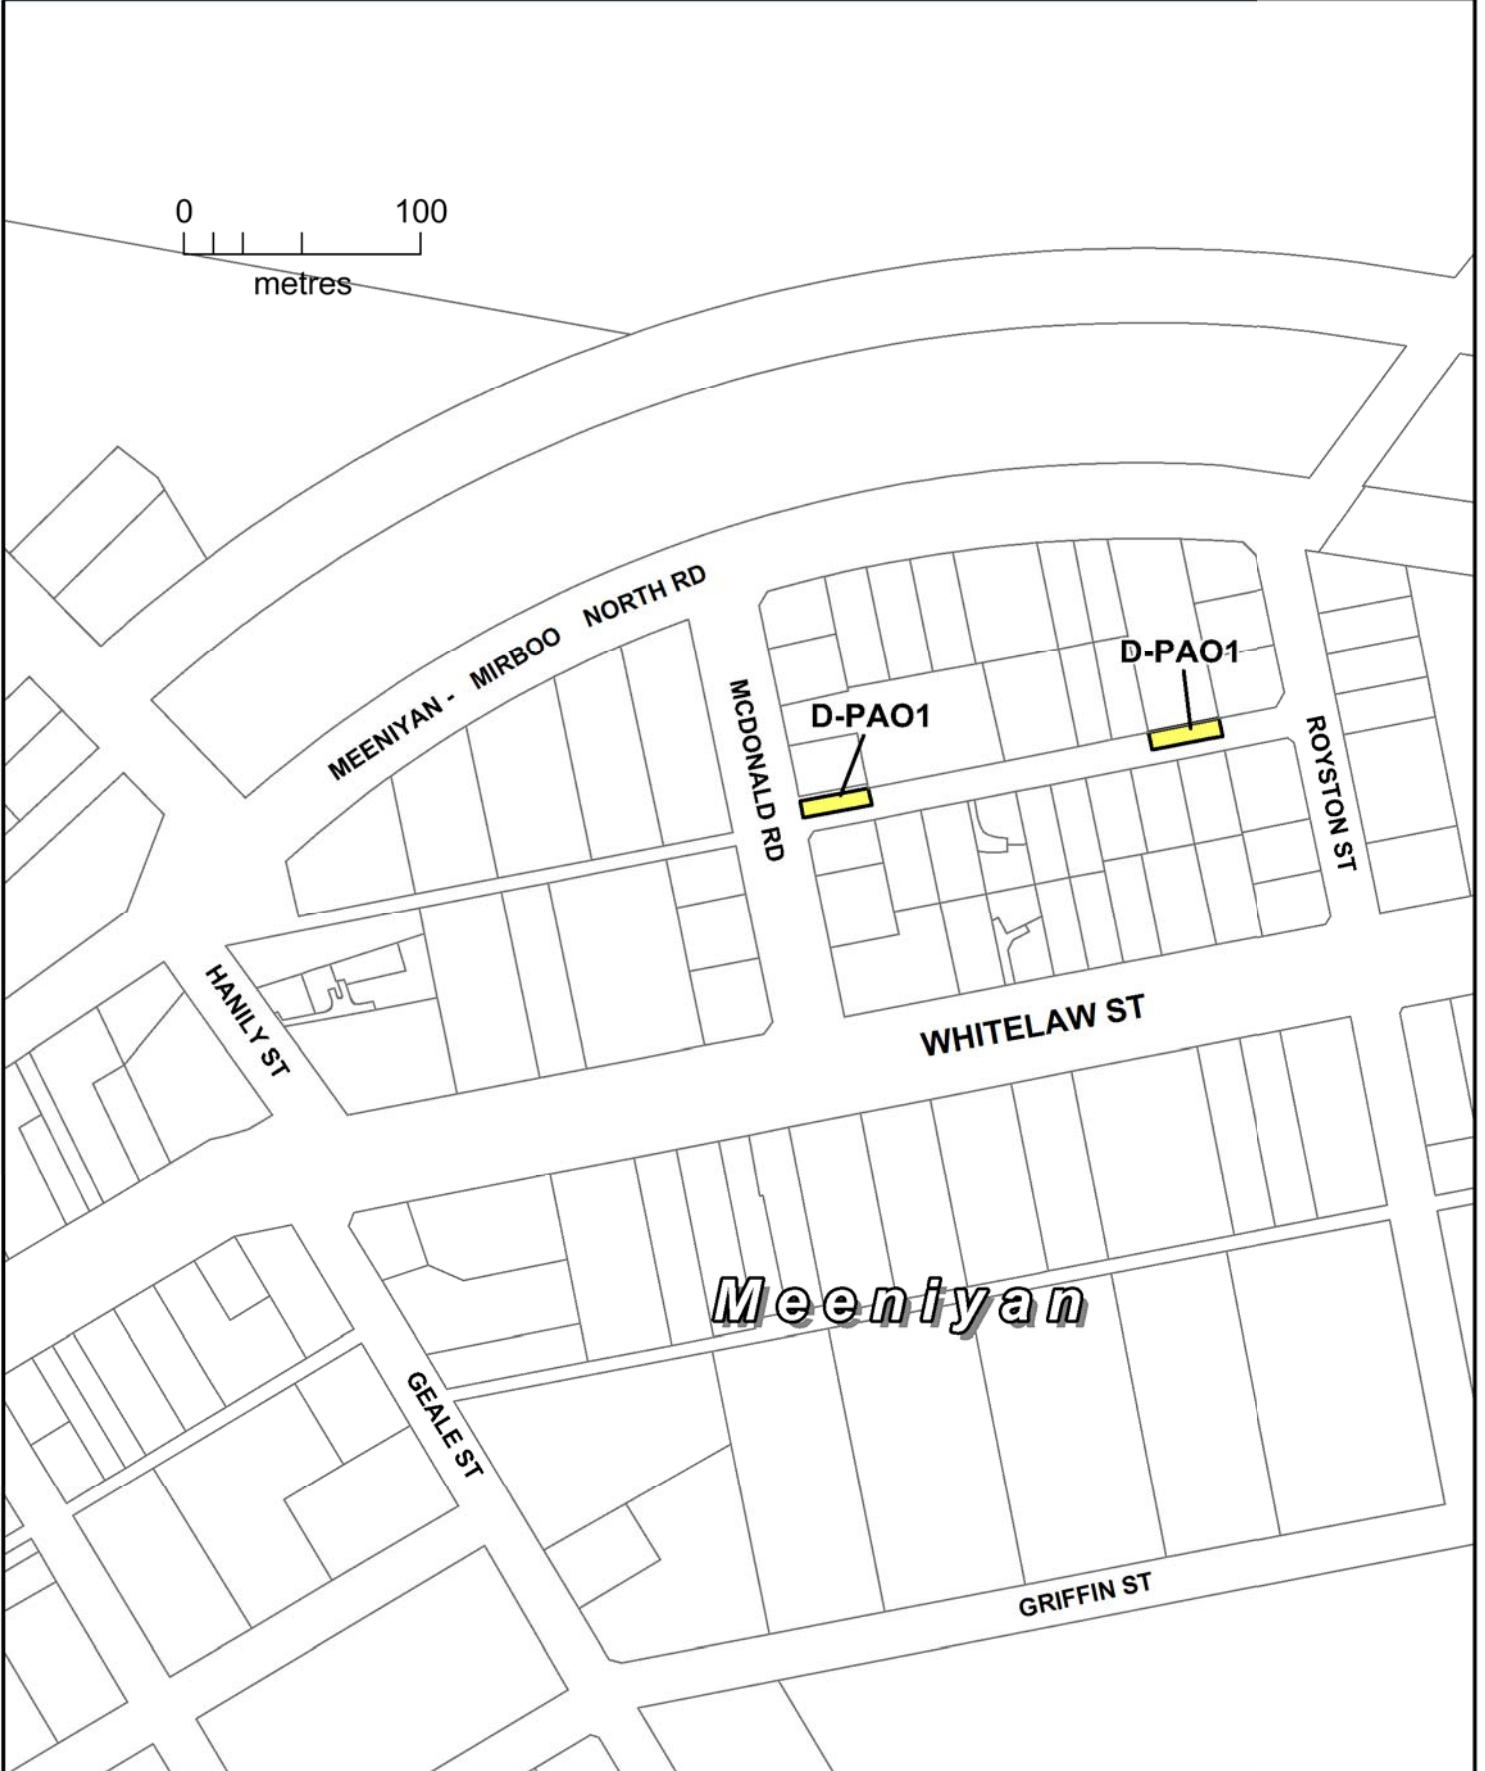 0 100
metres
MEENIYAN - MIRBOO NORTH RD
D-PAO1
D-PAO1
MCDONALD RD
ROYSTON ST
HANILY ST
WHITELAW ST
Meeniyan
GEALE ST
GRIFFIN ST